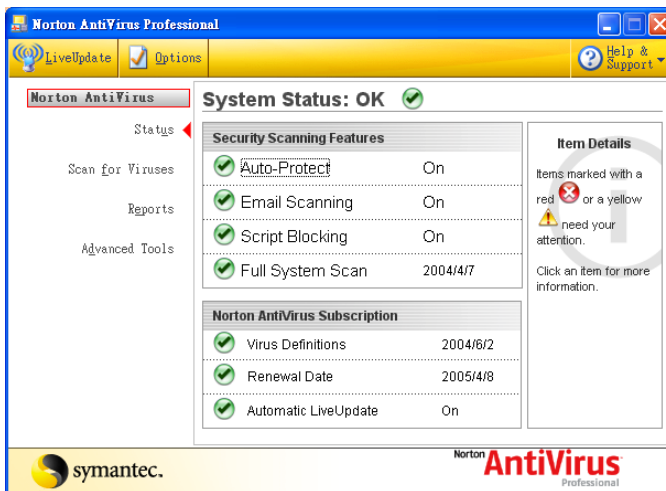 Norton AntiVirus Professional
LiveUpdate Options Help & Support
Norton AntiVirus
Status
Scan for Viruses
Reports
Advanced Tools
System Status: OK
Security Scanning Features
Auto-Protect On
Email Scanning On
Script Blocking On
Full System Scan 2004/4/7
Norton AntiVirus Subscription
Virus Definitions 2004/6/2
Renewal Date 2005/4/8
Automatic LiveUpdate On
Item Details
Items marked with a
red or a yellow
need your
attention.
Click an item for more
information.
symantec.
Norton AntiVirus
Professional